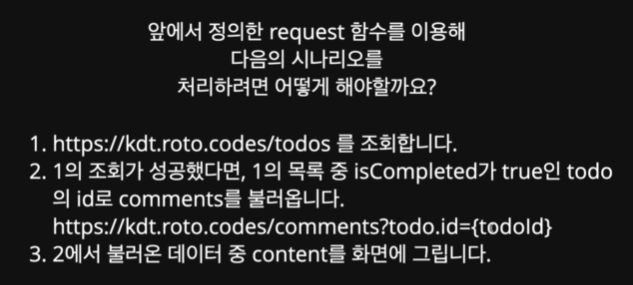 앞에서 정의한 request 함수를 이용해
다음의 시나리오를
처리하려면 어떻게 해야할까요?
1. https://kdt.roto.codes/todos 를 조회합니다.
2. 1의 조회가 성공했다면, 1의 목록 중 isCompleted가 true인 todo
의 id로 comments를 불러옵니다.
https://kdt.roto.codes/comments?todo.id={todoId}
3. 2에서 불러온 데이터 중 content를 화면에 그립니다.